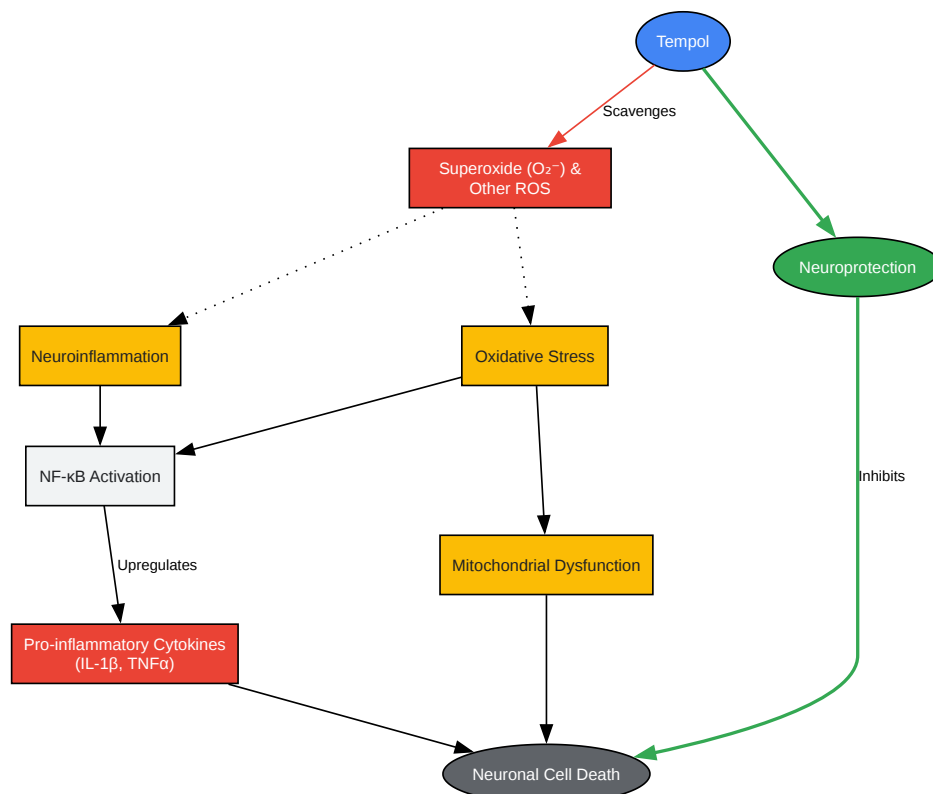 Tempol
Scavenges
Superoxide (O₂⁻) &
Other ROS
Neuroprotection
Neuroinflammation
Oxidative Stress
NF-κB Activation
Inhibits
Upregulates
Mitochondrial Dysfunction
Pro-inflammatory Cytokines
(IL-1β, TNFα)
Neuronal Cell Death